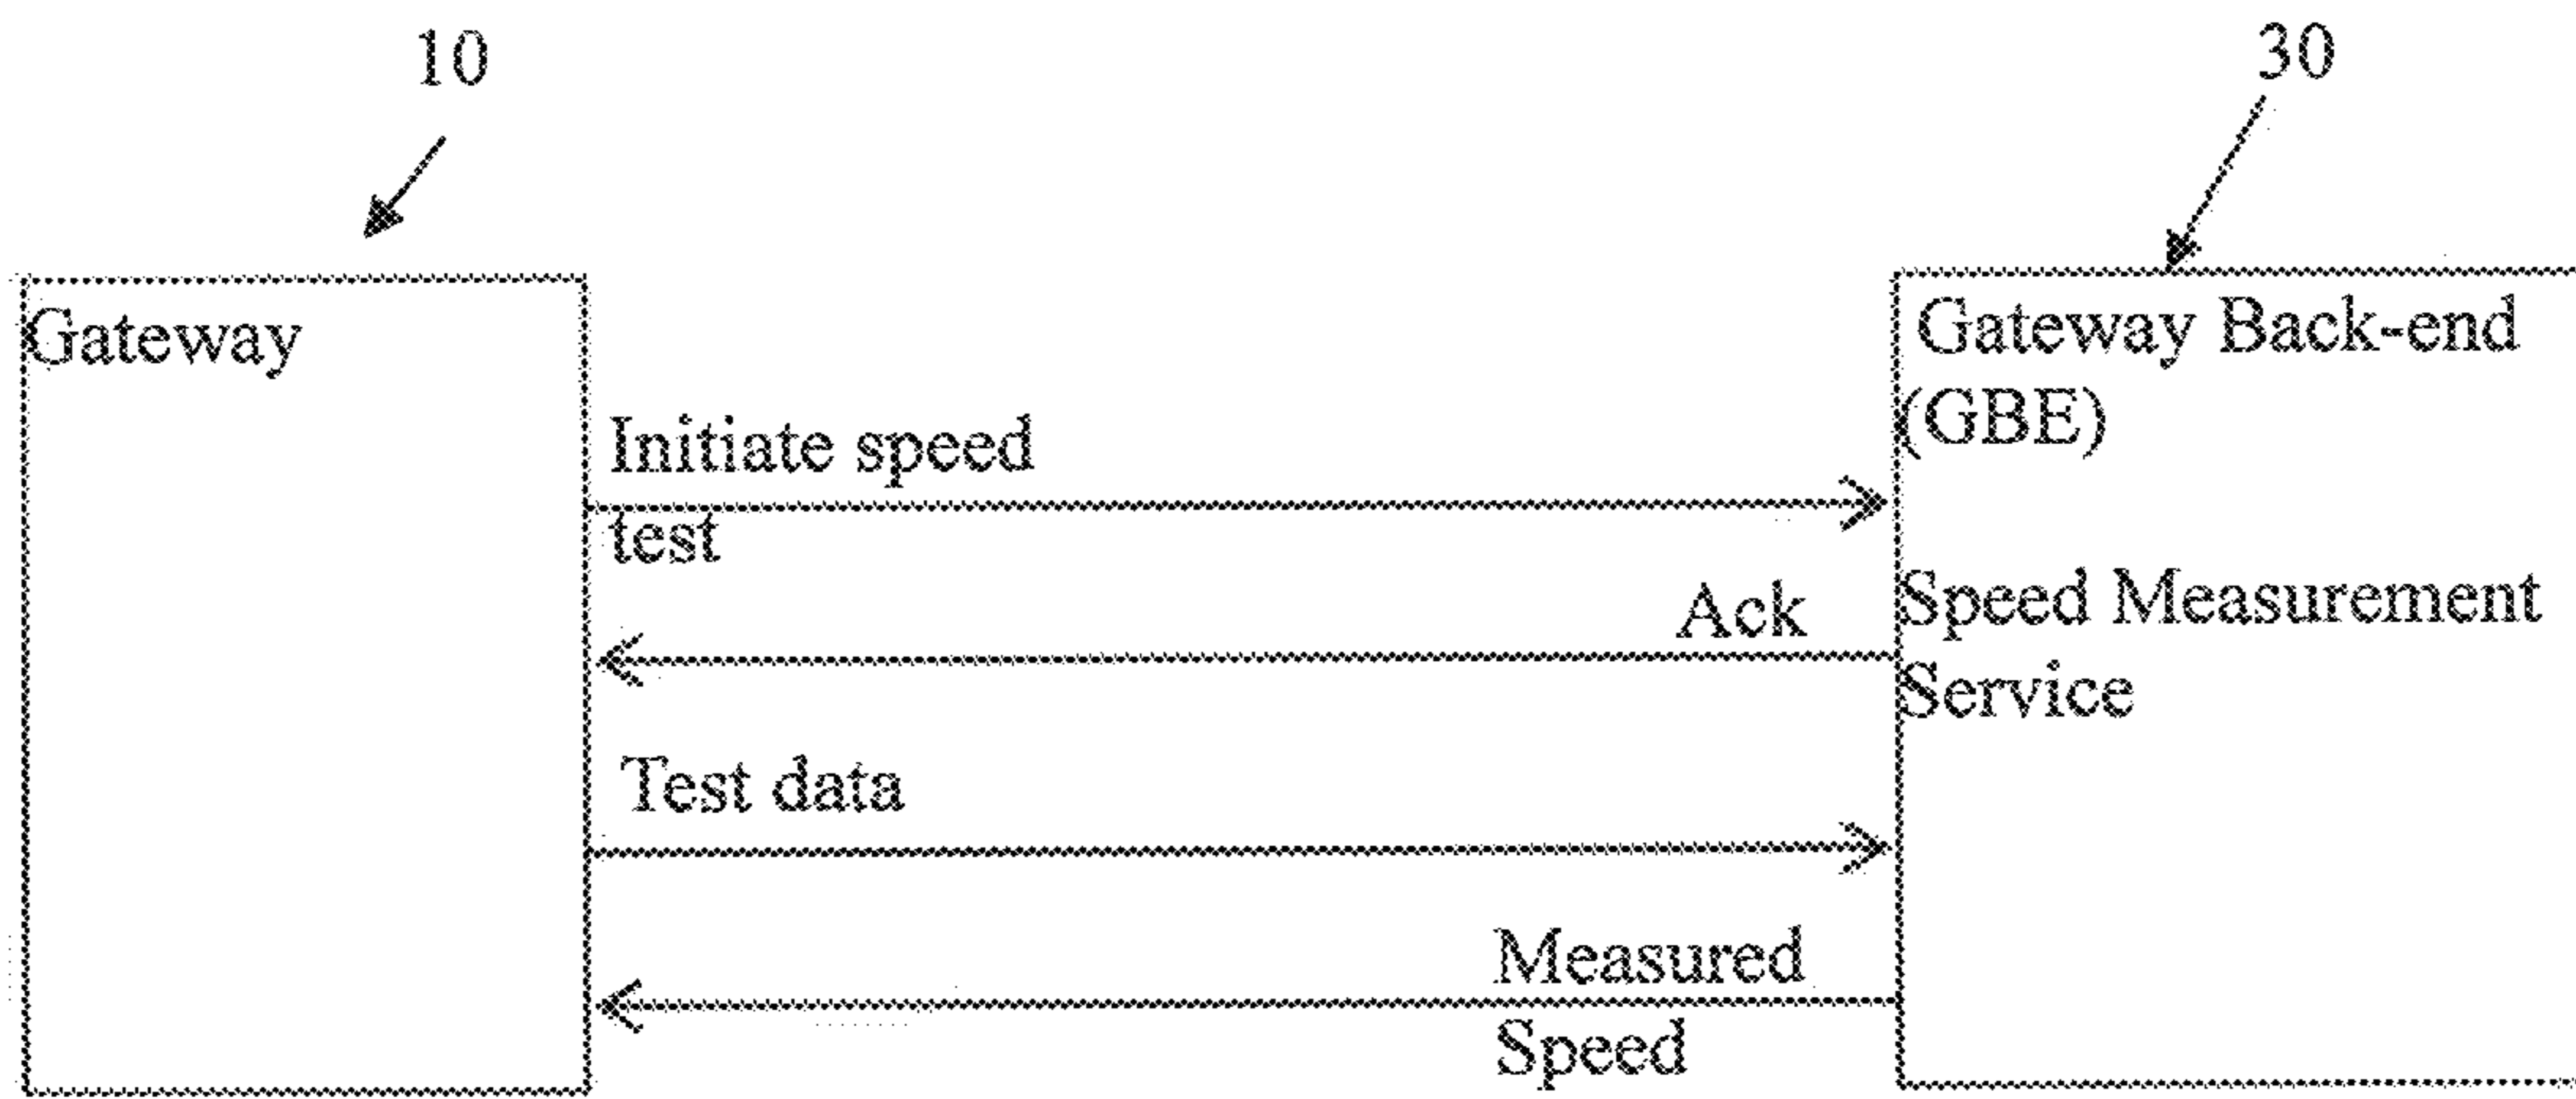 10
30
Gateway
Gateway Back-end
(GBE)
Initiate speed
test
Ack
Speed Measurement
Service
Test data
Measured
Speed